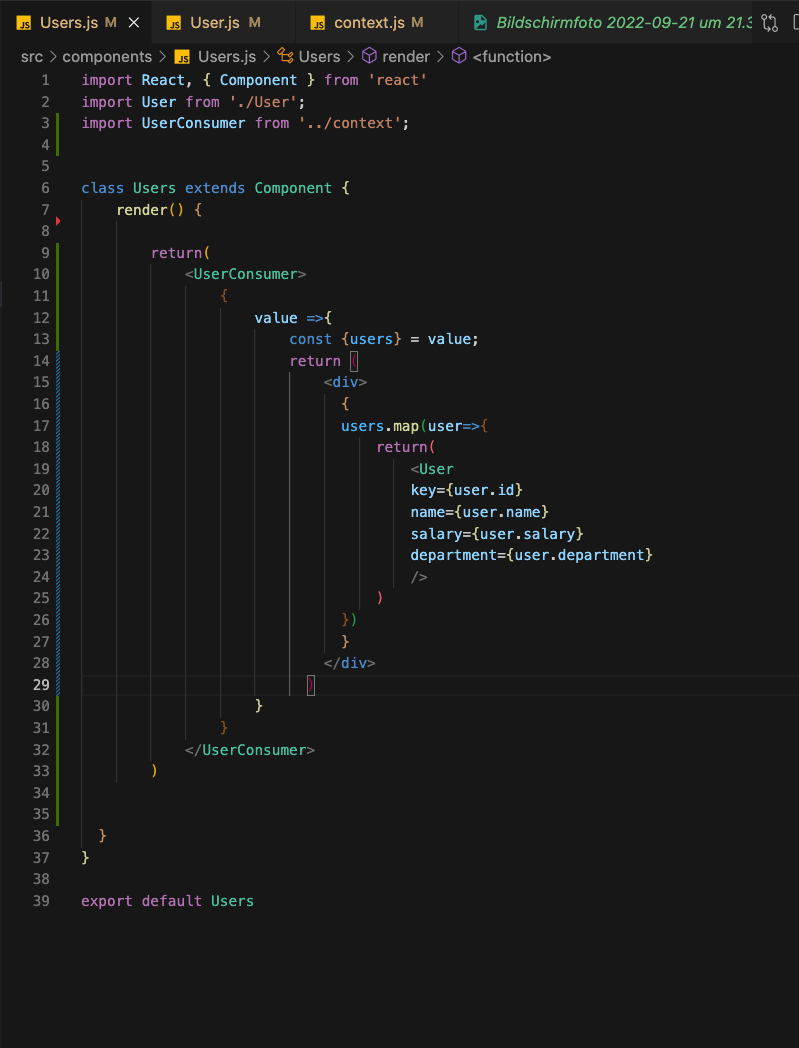 JS Users.js M ×
JS User.js M
JS context.js M
Bildschirmfoto 2022-09-21 um 21.3
src > components > JS Users.js > Users > render > <function>
1 import React, { Component } from 'react'
2 import User from './User';
3 import UserConsumer from '../context';
4
5
6 class Users extends Component {
7 render() {
8
9 return(
10 <UserConsumer>
11 {
12 value =>{
13 const {users} = value;
14 return (
15 <div>
16 {
17 users.map(user=>{
18 return(
19 <User
20 key={user.id}
21 name={user.name}
22 salary={user.salary}
23 department={user.department}
24 />
25 )
26 })
27 }
28 </div>
29 )
30 }
31 }
32 </UserConsumer>
33 )
34
35
36 }
37 }
38
39 export default Users